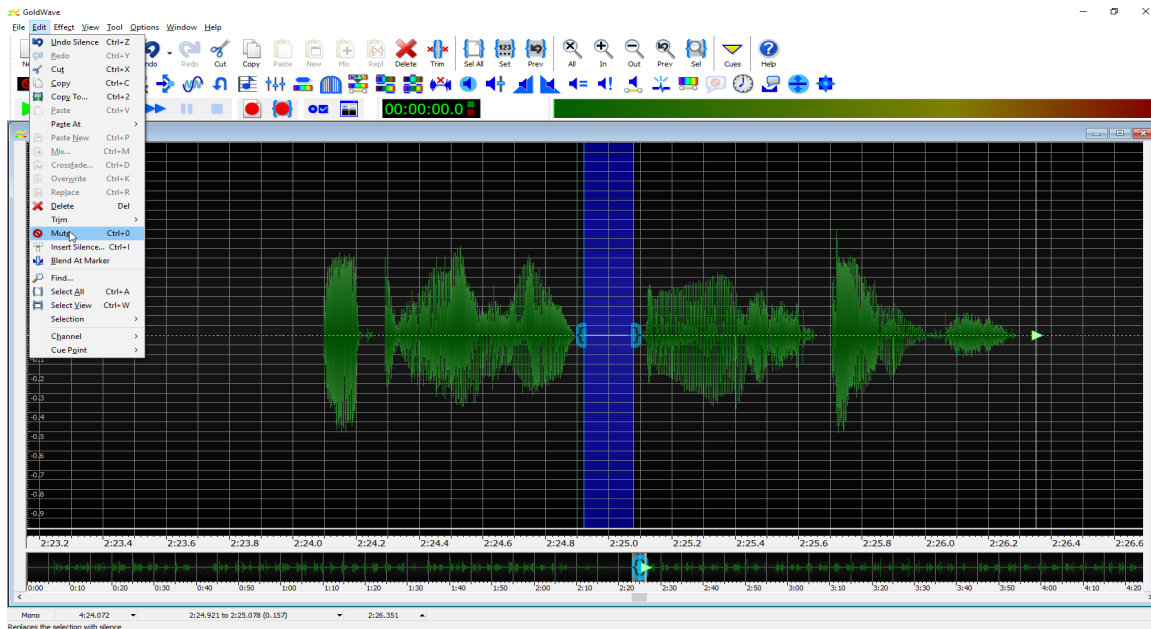 GoldWave
File Edit Effect View Tool Options Window Help
Undo Silence Ctrl+Z
Redo Ctrl+Y
Cut Ctrl+X
Copy Ctrl+C
Copy To... Ctrl+2
Paste Ctrl+V
Paste At
Paste New Ctrl+P
Mix... Ctrl+M
Crossfade... Ctrl+D
Overwrite Ctrl+K
Replace Ctrl+R
Delete Del
Trim
Mute Ctrl+0
Insert Silence... Ctrl+I
Blend At Marker
Find...
Select All Ctrl+A
Select View Ctrl+W
Selection
Channel
Cue Point
Redo Cut Copy Paste New Mix Repl Delete Trim Sel All Set Prev All In Out Prev Sel Cues Help
123
00:00:00.0
-0.2
-0.3
-0.4
-0.5
-0.6
-0.7
-0.8
-0.9
2:23.2 2:23.4 2:23.6 2:23.8 2:24.0 2:24.2 2:24.4 2:24.6 2:24.8 2:25.0 2:25.2 2:25.4 2:25.6 2:25.8 2:26.0 2:26.2 2:26.4 2:26.6
0:00 0:10 0:20 0:30 0:40 0:50 1:00 1:10 1:20 1:30 1:40 1:50 2:00 2:10 2:20 2:30 2:40 2:50 3:00 3:10 3:20 3:30 3:40 3:50 4:00 4:10 4:20
Mono 4:24.072 2:24.921 to 2:25.078 (0.157) 2:26.351
Replaces the selection with silence